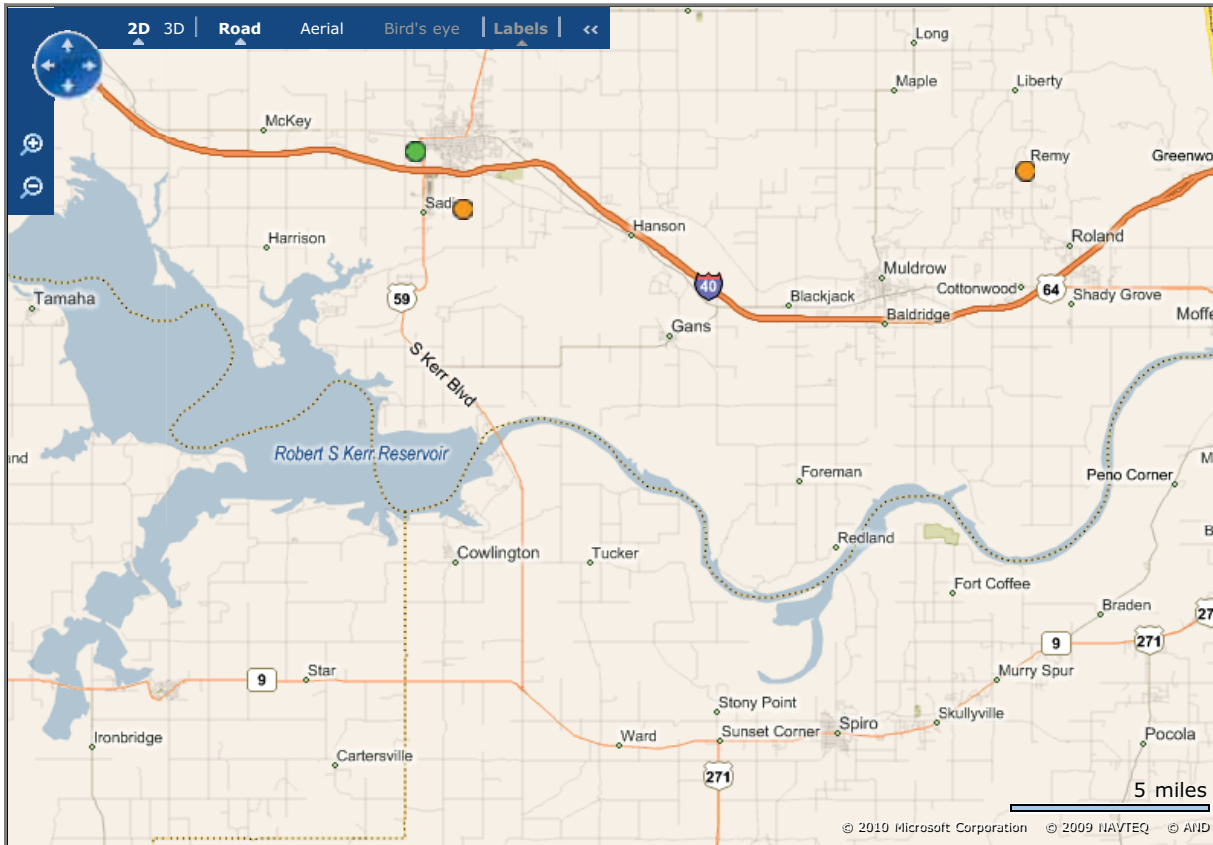 2D 3D Road Aerial Bird's eye Labels <<
Long
Maple
Liberty
McKey
Remy
Greenwo
Hanson
Harrison
Roland
Muldrow
40
59
Blackjack
Cottonwood
64
Shady Grove
Tamaha
Baldridge
Moffe
Gans
S Kerr Blvd
Robert S Kerr Reservoir
and
Foreman
Peno Corner
M
Redland
B
Cowlington
Tucker
Fort Coffee
Braden
27
9
271
Star
9
Murry Spur
Stony Point
Skullyville
Ironbridge
Ward
Sunset Corner
Spiro
Pocola
Cartersville
271
5 miles
© 2010 Microsoft Corporation © 2009 NAVTEQ © AND